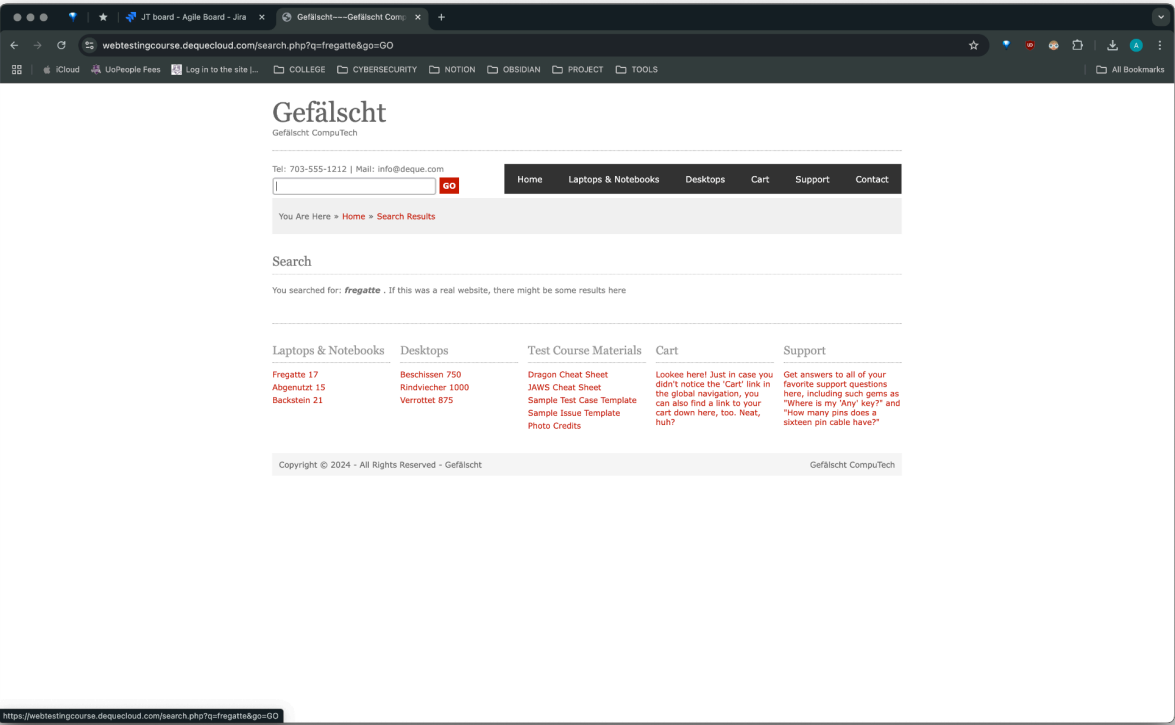 JT board - Agile Board - Jira
Gefälscht~~~Gefälscht Comp
webtestingcourse.dequecloud.com/search.php?q=fregatte&go=GO
iCloud UoPeople Fees Log in to the site |... COLLEGE CYBERSECURITY NOTION OBSIDIAN PROJECT TOOLS All Bookmarks
Gefälscht
Gefälscht CompuTech
Tel: 703-555-1212 | Mail: info@deque.com
GO
Home Laptops & Notebooks Desktops Cart Support Contact
You Are Here » Home » Search Results
Search
You searched for: fregatte . If this was a real website, there might be some results here
Laptops & Notebooks
Fregatte 17
Abgenutzt 15
Backstein 21
Desktops
Beschissen 750
Rindviecher 1000
Verrottet 875
Test Course Materials
Dragon Cheat Sheet
JAWS Cheat Sheet
Sample Test Case Template
Sample Issue Template
Photo Credits
Cart
Lookee here! Just in case you
didn't notice the 'Cart' link in
the global navigation, you
can also find a link to your
cart down here, too. Neat,
huh?
Support
Get answers to all of your
favorite support questions
here, including such gems as
"Where is my 'Any' key?" and
"How many pins does a
sixteen pin cable have?"
Copyright © 2024 - All Rights Reserved - Gefälscht
Gefälscht CompuTech
https://webtestingcourse.dequecloud.com/search.php?q=fregatte&go=GO